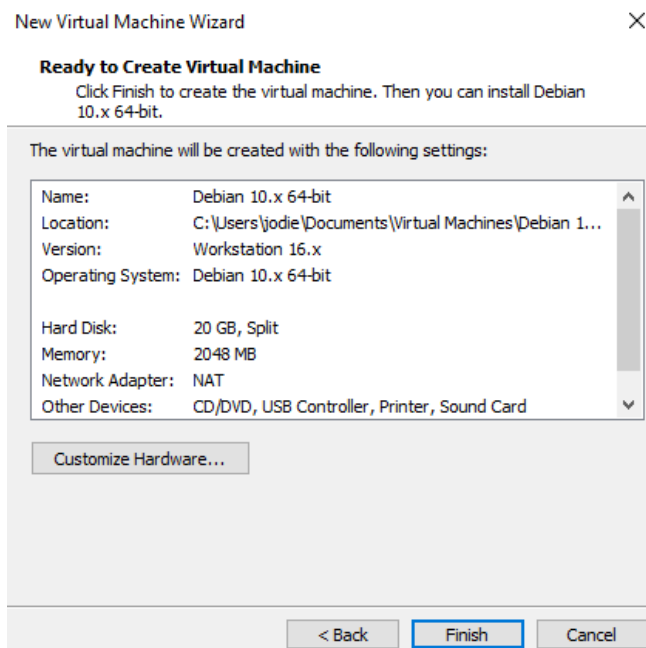 New Virtual Machine Wizard
Ready to Create Virtual Machine
Click Finish to create the virtual machine. Then you can install Debian
10.x 64-bit.
The virtual machine will be created with the following settings:
Name: Debian 10.x 64-bit
Location: C:\Users\jodie\Documents\Virtual Machines\Debian 1...
Version: Workstation 16.x
Operating System: Debian 10.x 64-bit
Hard Disk: 20 GB, Split
Memory: 2048 MB
Network Adapter: NAT
Other Devices: CD/DVD, USB Controller, Printer, Sound Card
Customize Hardware...
< Back Finish Cancel